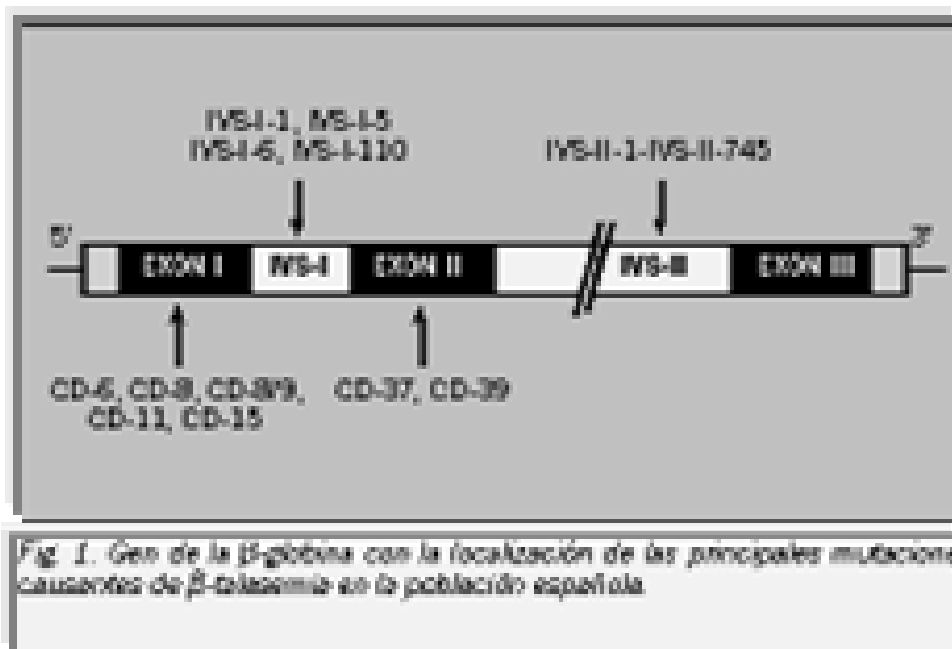 IVS-I-1, IVS-I-5
IVS-I-6, IVS-I-110
IVS-II-1-IVS-II-745
5' 3'
EXON I IVS-I EXON II IVS-II EXON III
CD-6, CD-8, CD-8/9, CD-37, CD-39
CD-11, CD-15
Fig. 1. Gen de la β-globina con la localización de las principales mutacione
causantes de β-talasemia en la población española.